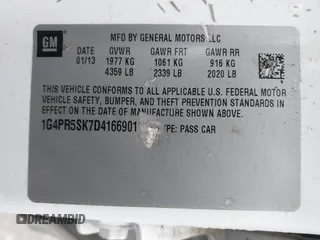 GM
MFD BY GENERAL MOTORS LLC
01/13 GVWR GAWR FRT GAWR RR
1977 KG 1061 KG 916 KG
4359 LB 2339 LB 2020 LB
THIS VEHICLE CONFORMS TO ALL APPLICABLE U.S. FEDERAL MOTOR
VEHICLE SAFETY, BUMPER, AND THEFT PREVENTION STANDARDS
IN EFFECT ON THE DATE OF MANUFACTURE SHOWN ABOVE.
1G4PR5SK7D4166901 TYPE: PASS CAR
DREAMBID